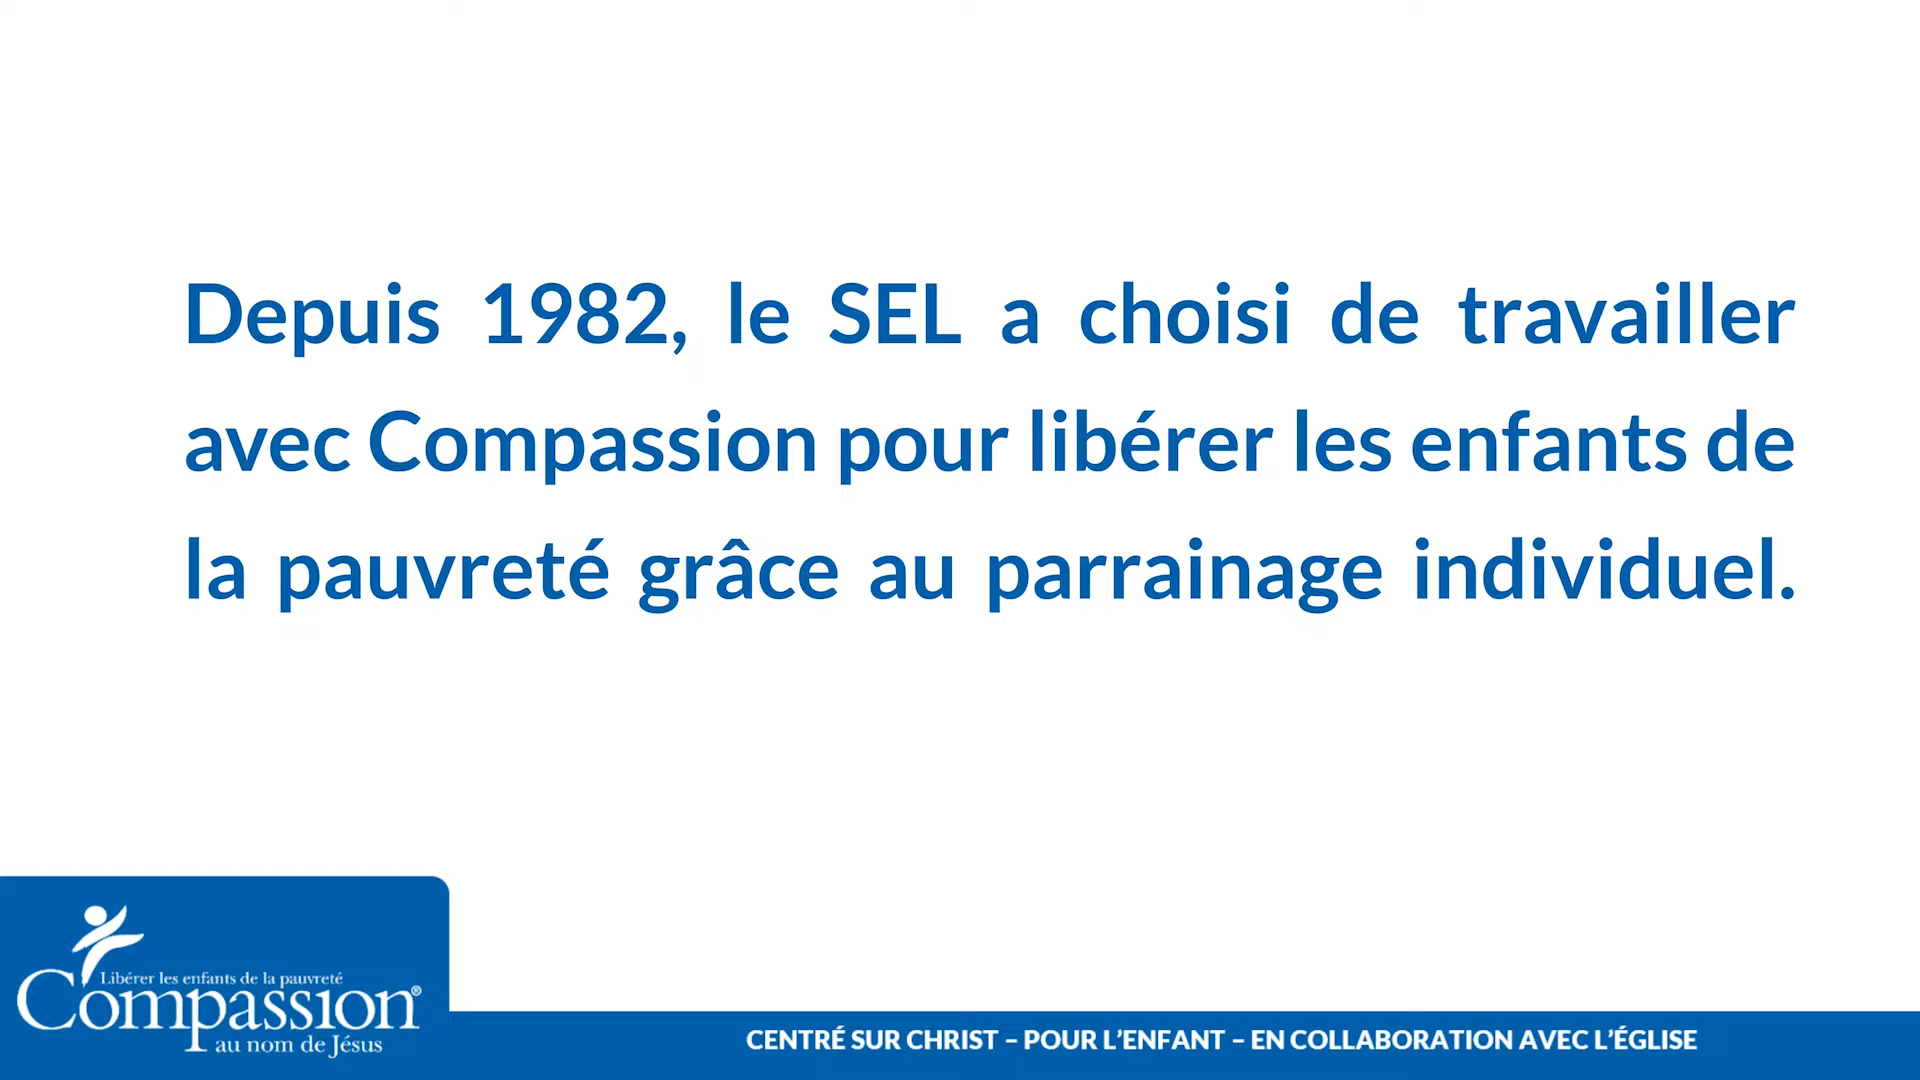 Depuis 1982, le SEL a choisi de travailler
avec Compassion pour libérer les enfants de
la pauvreté grâce au parrainage individuel.
Libérer les enfants de la pauvreté
Compassion®
au nom de Jésus
CENTRÉ SUR CHRIST – POUR L’ENFANT – EN COLLABORATION AVEC L’ÉGLISE